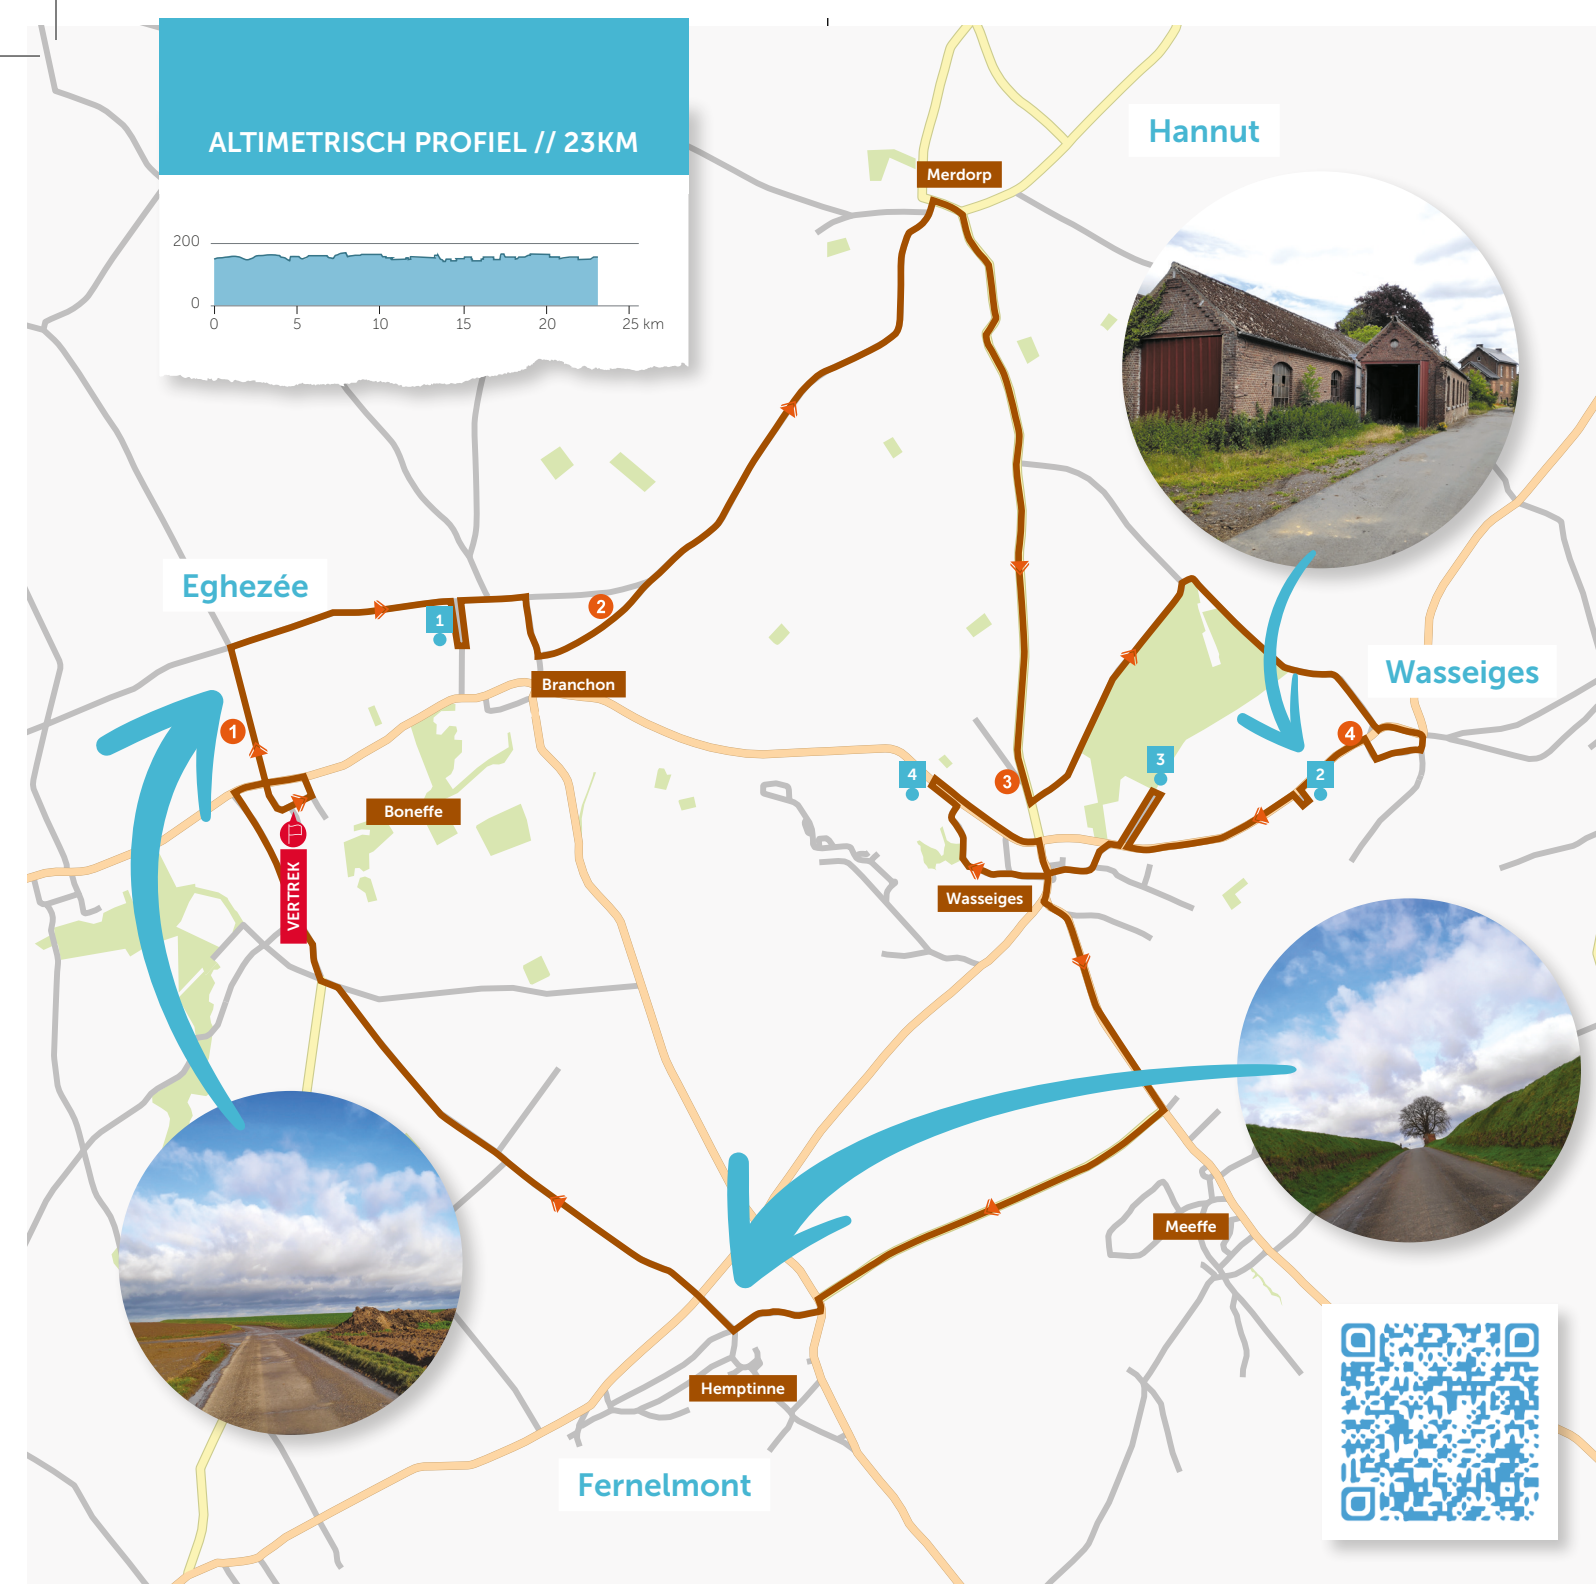 ALTIMETRISCH PROFIEL // 23KM
200
0
0 5 10 15 20 25 km
Hannut
Merdorp
Eghezée
1
2
Branchon
Wasseiges
1
4
3
4
3
2
Boneffe
VERTREK
Wasseiges
Meeffe
Hemptinne
Fernelmont